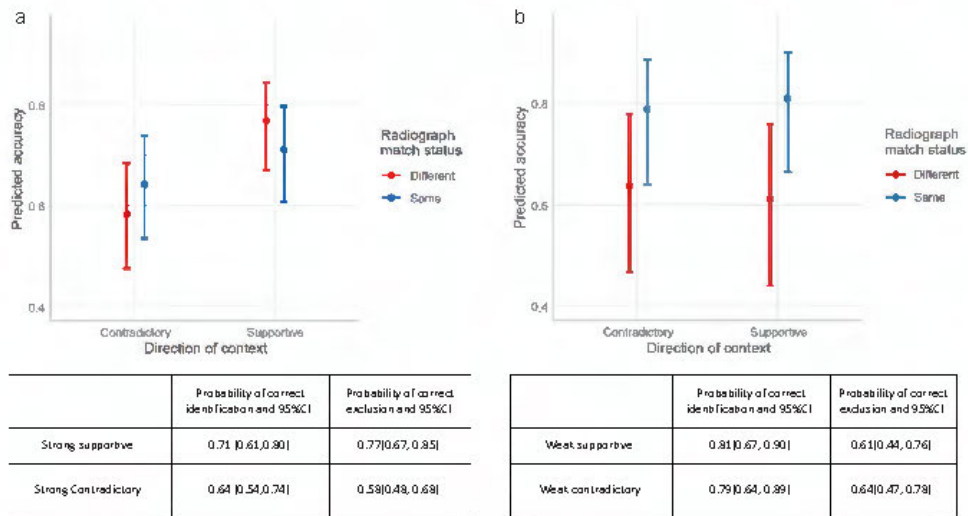 a
Predicted accuracy
0.8
0.6
0.4
Contradictory Supportive
Direction of context
Radiograph
match status
Different
Same
b
Predicted accuracy
0.8
0.6
0.4
Contradictory Supportive
Direction of context
Radiograph
match status
Different
Same
Probability of correct identification and 95%CI
Probability of correct exclusion and 95%CI
Strong supportive 0.71 [0.61,0.80] 0.77[0.67, 0.85]
Strong Contradictory 0.64 [0.54,0.74] 0.58[0.48, 0.68]
Probability of correct identification and 95%CI
Probability of correct exclusion and 95%CI
Weak supportive 0.81[0.67, 0.90] 0.61[0.44, 0.76]
Weak contradictory 0.79[0.64, 0.89] 0.64[0.47, 0.78]